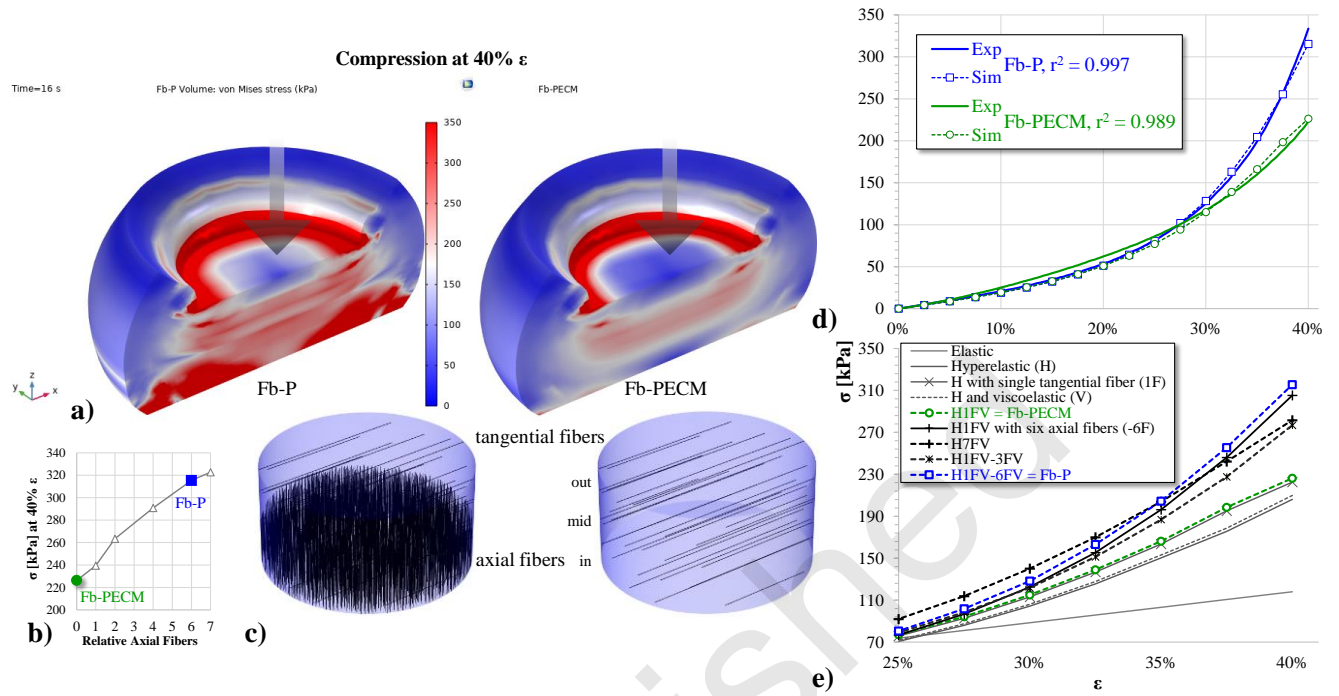 Compression at 40% ε
Time=16 s
Fb-P Volume: von Mises stress (kPa)
Fb-PECM
350
300
250
200
150
100
50
0
Fb-P
Fb-PECM
z
y
x
a)
340
320
300
280
260
240
220
200
σ [kPa] at 40% ε
Fb-P
Fb-PECM
0 1 2 4 6 7
Relative Axial Fibers
b)
tangential fibers
out
mid
axial fibers
in
c)
350
300
250
200
150
100
50
0
Exp
Sim
Fb-P, r² = 0.997
Exp
Sim
Fb-PECM, r² = 0.989
0% 10% 20% 30% 40%
d)
350
310
270
230
190
150
110
70
σ [kPa]
Elastic
Hyperelastic (H)
H with single tangential fiber (1F)
H and viscoelastic (V)
H1FV = Fb-PECM
H1FV with six axial fibers (-6F)
H7FV
H1FV-3FV
H1FV-6FV = Fb-P
25% 30% 35% 40%
ε
e)